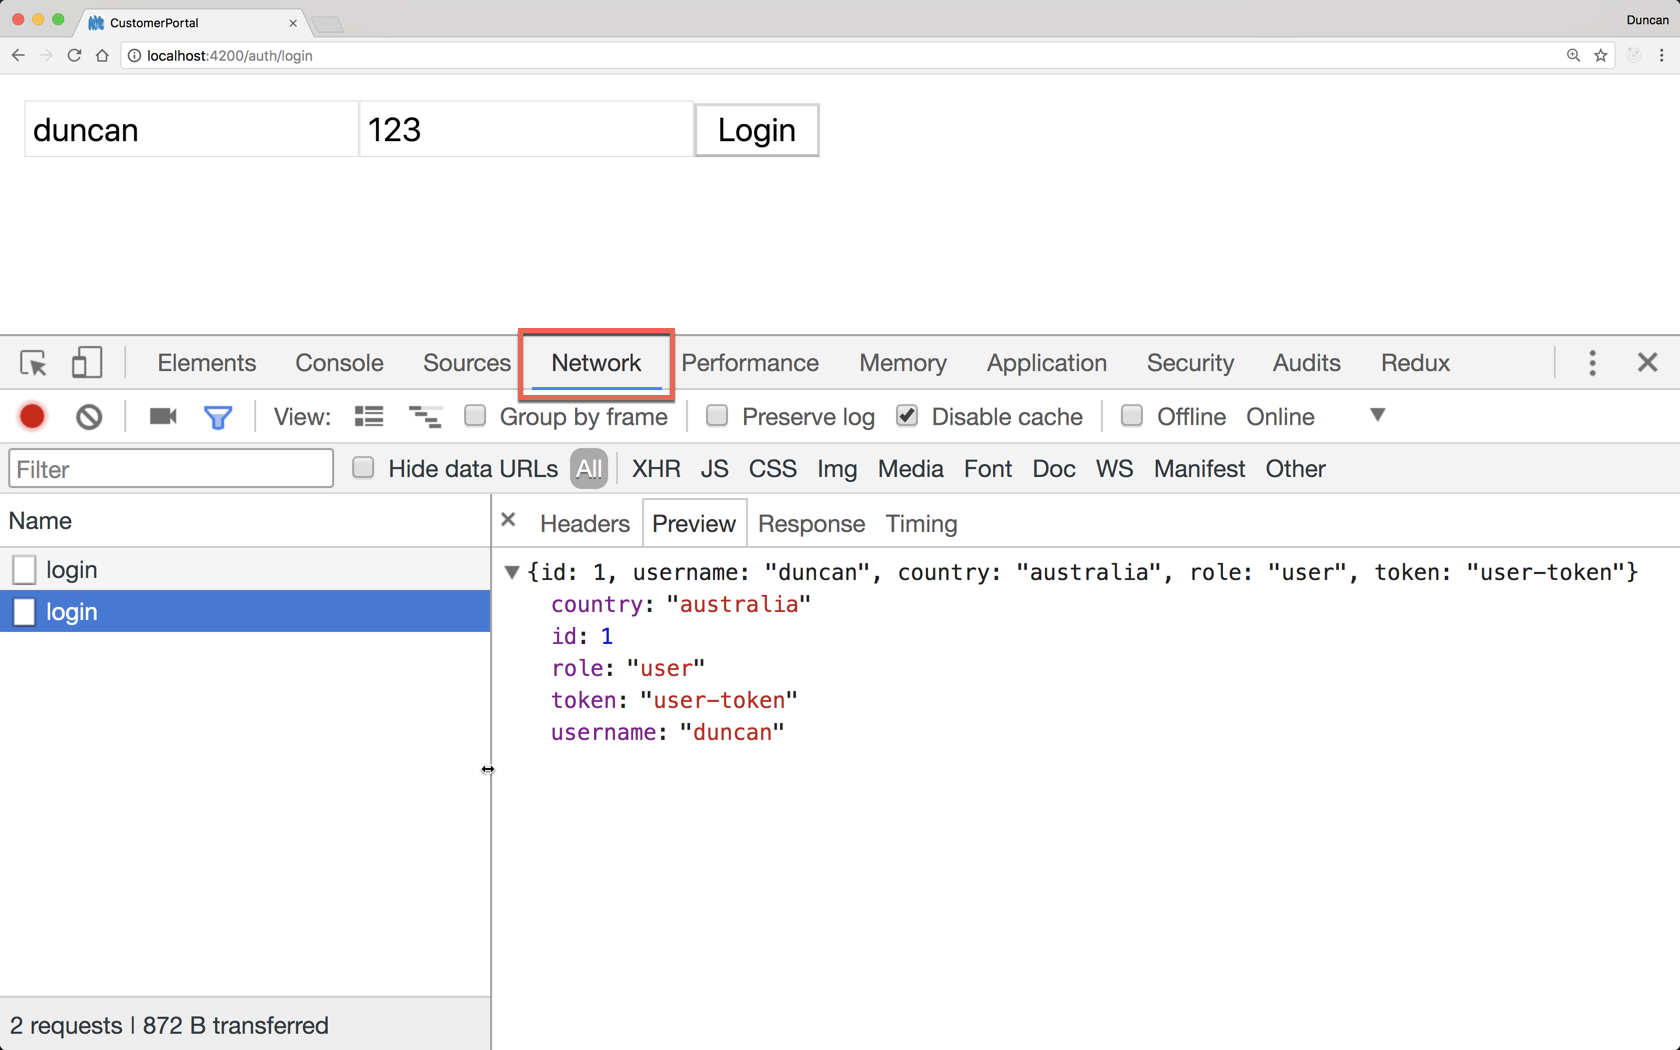 CustomerPortal
Duncan
localhost:4200/auth/login
duncan 123 Login
Elements Console Sources Network Performance Memory Application Security Audits Redux
View: Group by frame Preserve log Disable cache Offline Online
Filter Hide data URLs All XHR JS CSS Img Media Font Doc WS Manifest Other
Name
Headers Preview Response Timing
login
login
{id: 1, username: "duncan", country: "australia", role: "user", token: "user-token"}
country: "australia"
id: 1
role: "user"
token: "user-token"
username: "duncan"
2 requests | 872 B transferred